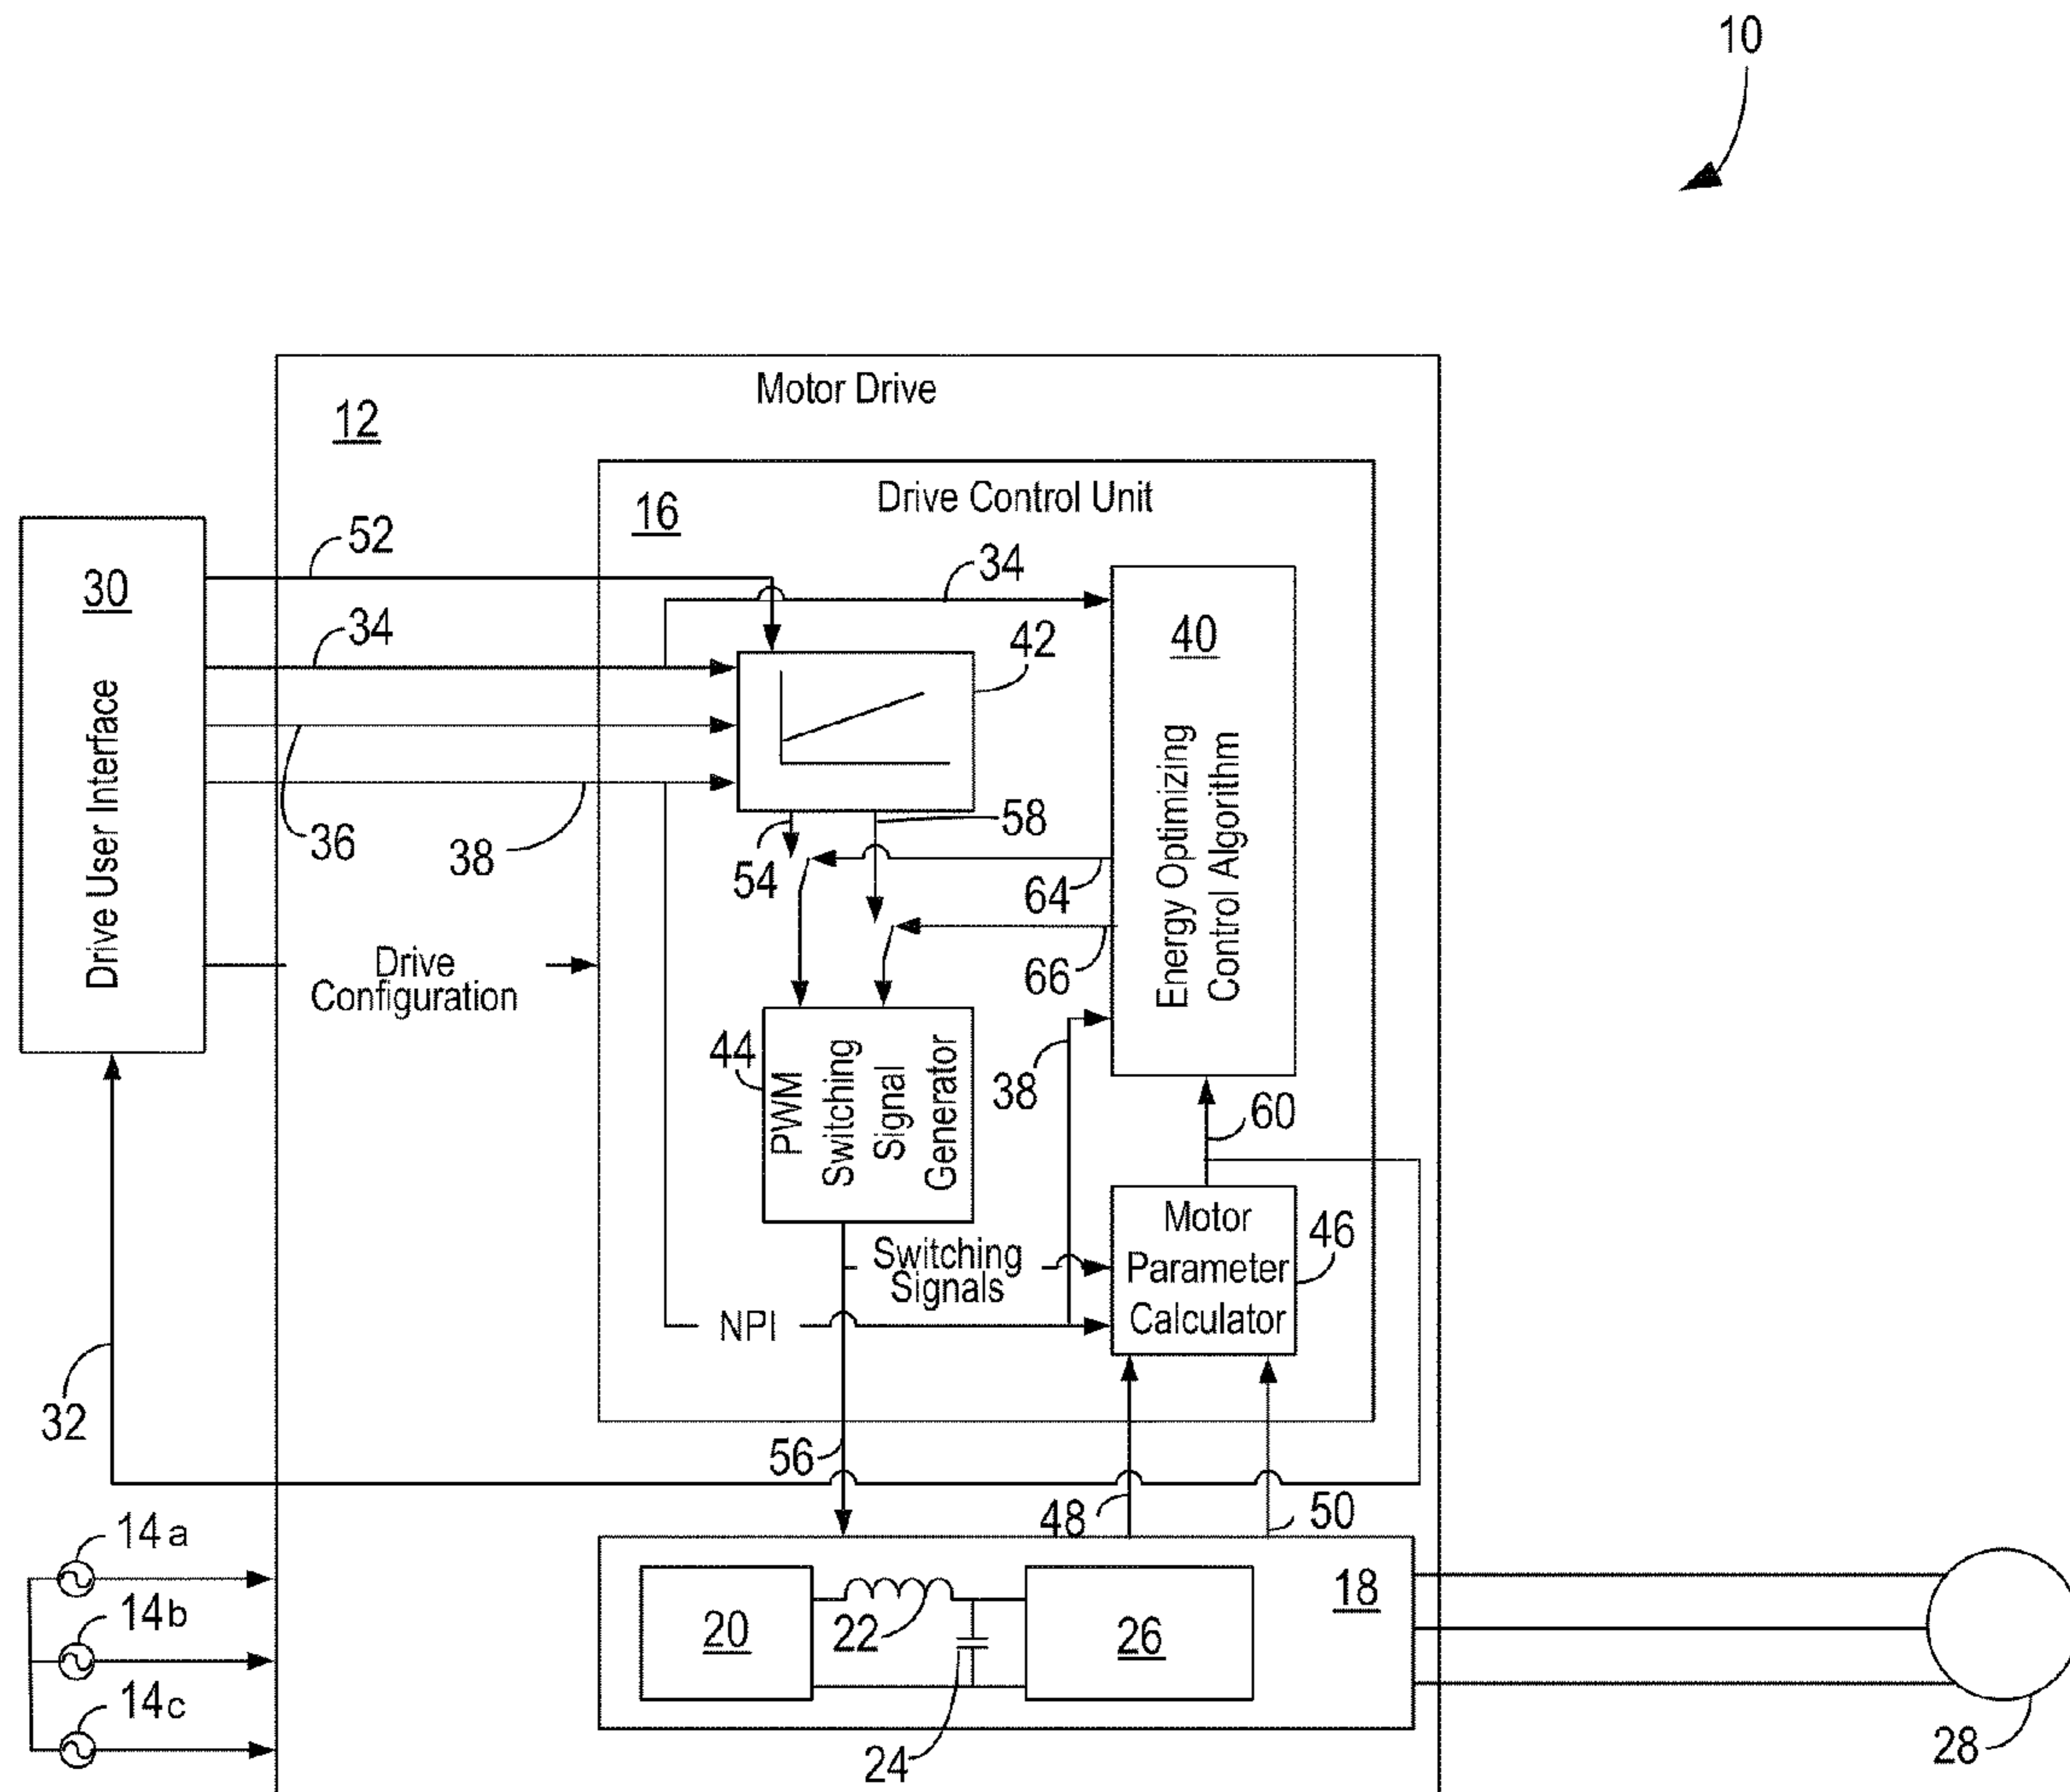 10
Motor Drive
12
Drive Control Unit
16
52
34
30
34
42
40
Drive User Interface
Energy Optimizing
Control Algorithm
36
38
54
58
64
66
Drive
Configuration
44
PWM
Switching
Signal
Generator
38
60
Motor
Parameter
Calculator
46
Switching
Signals
NPI
32
56
48
50
14a
14b
14c
18
20
22
26
24
28